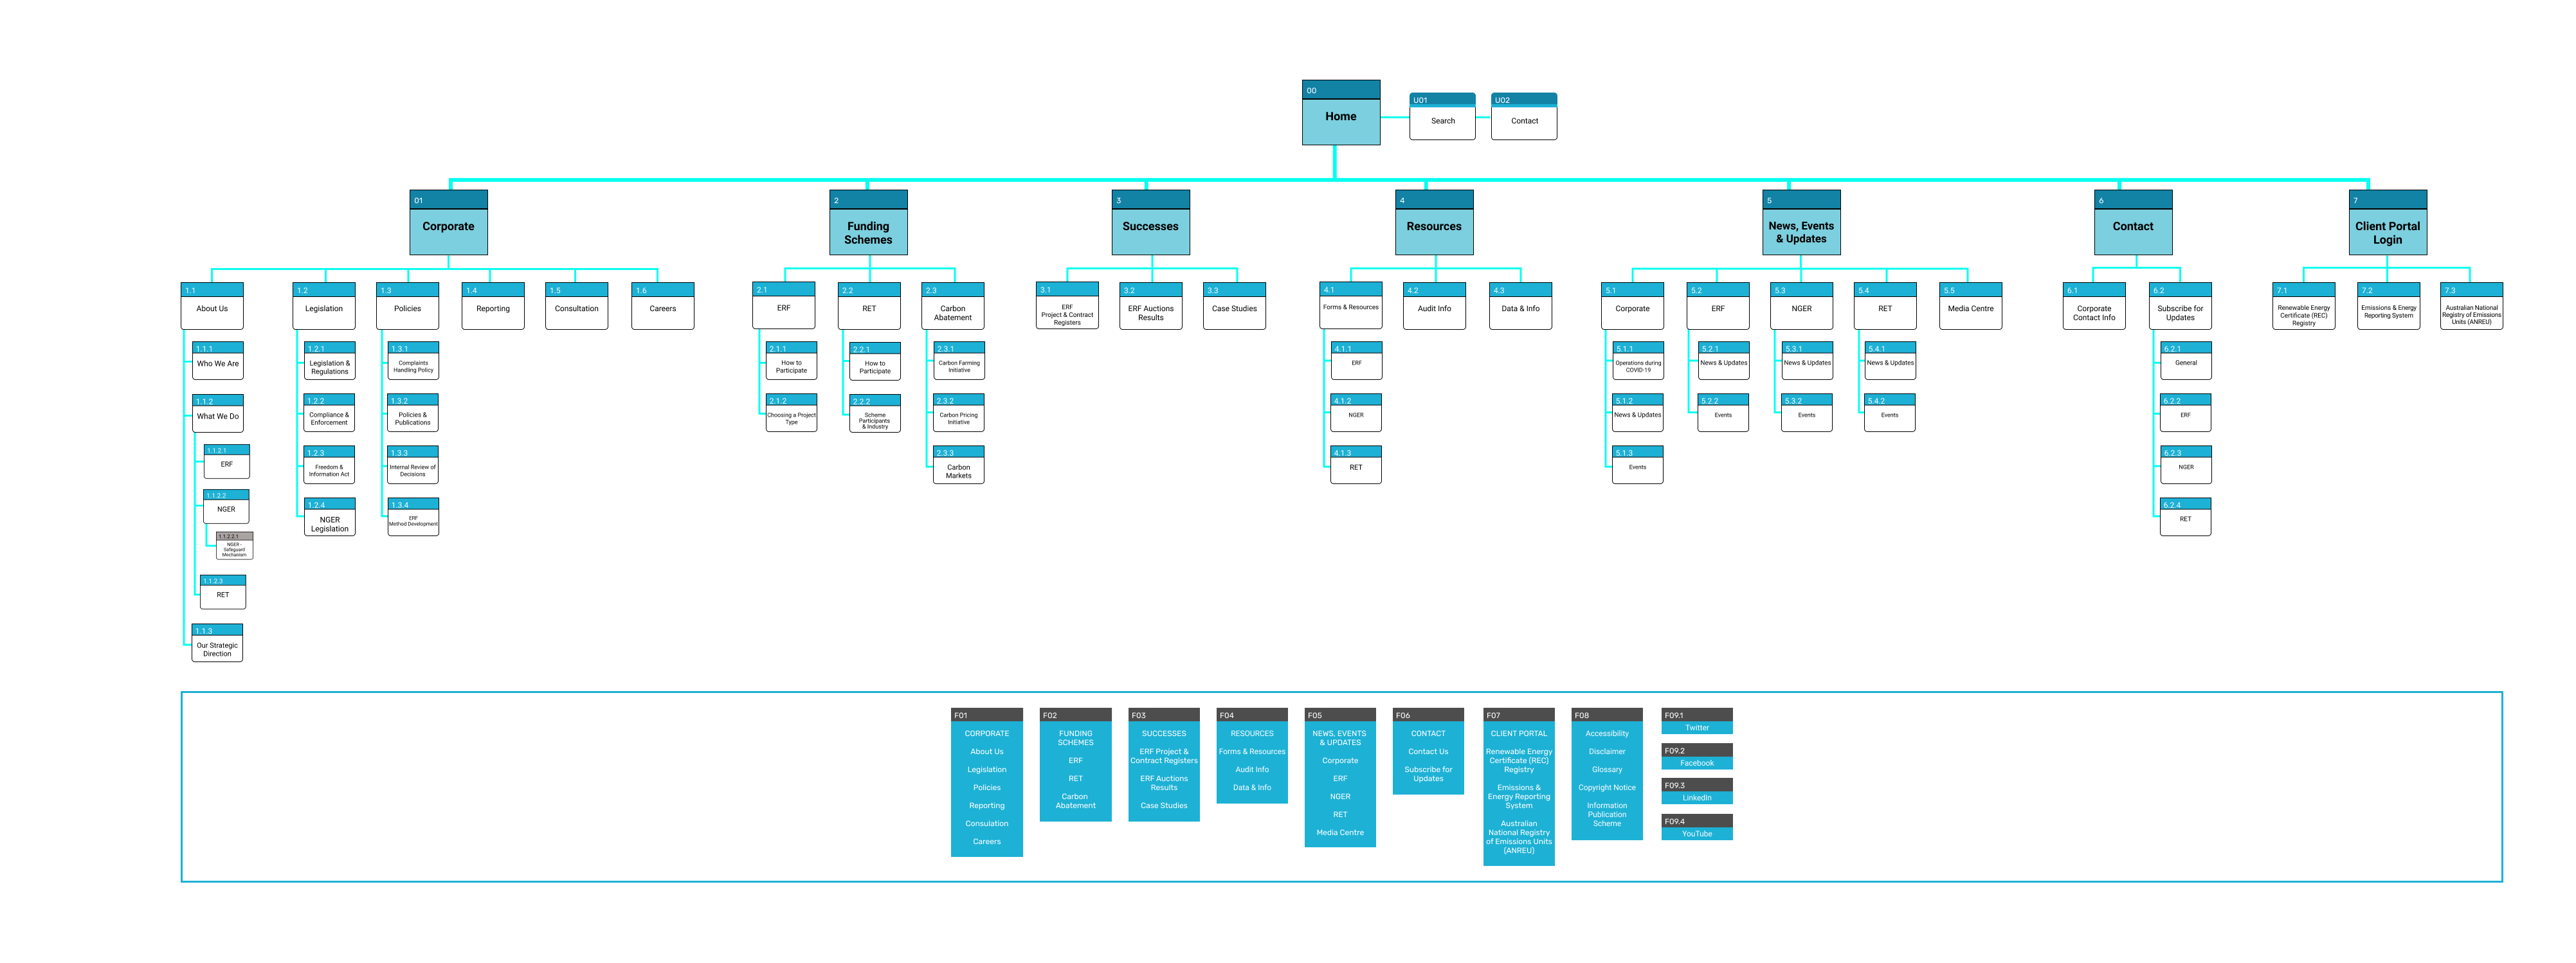 00
Home
U01
Search
U02
Contact
01
Corporate
2
Funding
Schemes
3
Successes
4
Resources
5
News, Events
& Updates
6
Contact
7
Client Portal
Login
1.1
About Us
1.2
Legislation
1.3
Policies
1.4
Reporting
1.5
Consultation
1.6
Careers
2.1
ERF
2.2
RET
2.3
Carbon
Abatement
3.1
ERF
Project & Contract
Registers
3.2
ERF Auctions
Results
3.3
Case Studies
4.1
Forms & Resources
4.2
Audit Info
4.3
Data & Info
5.1
Corporate
5.2
ERF
5.3
NGER
5.4
RET
5.5
Media Centre
6.1
Corporate
Contact Info
6.2
Subscribe for
Updates
7.1
Renewable Energy
Certificate (REC)
Registry
7.2
Emissions & Energy
Reporting System
7.3
Australian National
Registry of Emissions
Units (ANREU)
1.1.1
Who We Are
1.1.2
What We Do
1.1.2.1
ERF
1.1.2.2
NGER
1.1.2.2.1
NGER -
Safeguard
Mechanism
1.1.2.3
RET
1.1.3
Our Strategic
Direction
1.2.1
Legislation &
Regulations
1.2.2
Compliance &
Enforcement
1.2.3
Freedom &
Information Act
1.2.4
NGER
Legislation
1.3.1
Complaints
Handling Policy
1.3.2
Policies &
Publications
1.3.3
Internal Review of
Decisions
1.3.4
ERF
Method Development
2.1.1
How to
Participate
2.1.2
Choosing a Project
Type
2.2.1
How to
Participate
2.2.2
Scheme
Participants
& Industry
2.3.1
Carbon Farming
Initiative
2.3.2
Carbon Pricing
Initiative
2.3.3
Carbon
Markets
4.1.1
ERF
4.1.2
NGER
4.1.3
RET
5.1.1
Operations during
COVID-19
5.1.2
News & Updates
5.1.3
Events
5.2.1
News & Updates
5.2.2
Events
5.3.1
News & Updates
5.3.2
Events
5.4.1
News & Updates
5.4.2
Events
6.2.1
General
6.2.2
ERF
6.2.3
NGER
6.2.4
RET
F01
CORPORATE
About Us
Legislation
Policies
Reporting
Consulation
Careers
F02
FUNDING
SCHEMES
ERF
RET
Carbon
Abatement
F03
SUCCESSES
ERF Project &
Contract Registers
ERF Auctions
Results
Case Studies
F04
RESOURCES
Forms & Resources
Audit Info
Data & Info
F05
NEWS, EVENTS
& UPDATES
Corporate
ERF
NGER
RET
Media Centre
F06
CONTACT
Contact Us
Subscribe for
Updates
F07
CLIENT PORTAL
Renewable Energy
Certificate (REC)
Registry
Emissions &
Energy Reporting
System
Australian
National Registry
of Emissions Units
(ANREU)
F08
Accessibility
Disclaimer
Glossary
Copyright Notice
Information
Publication
Scheme
F09.1
Twitter
F09.2
Facebook
F09.3
LinkedIn
F09.4
YouTube